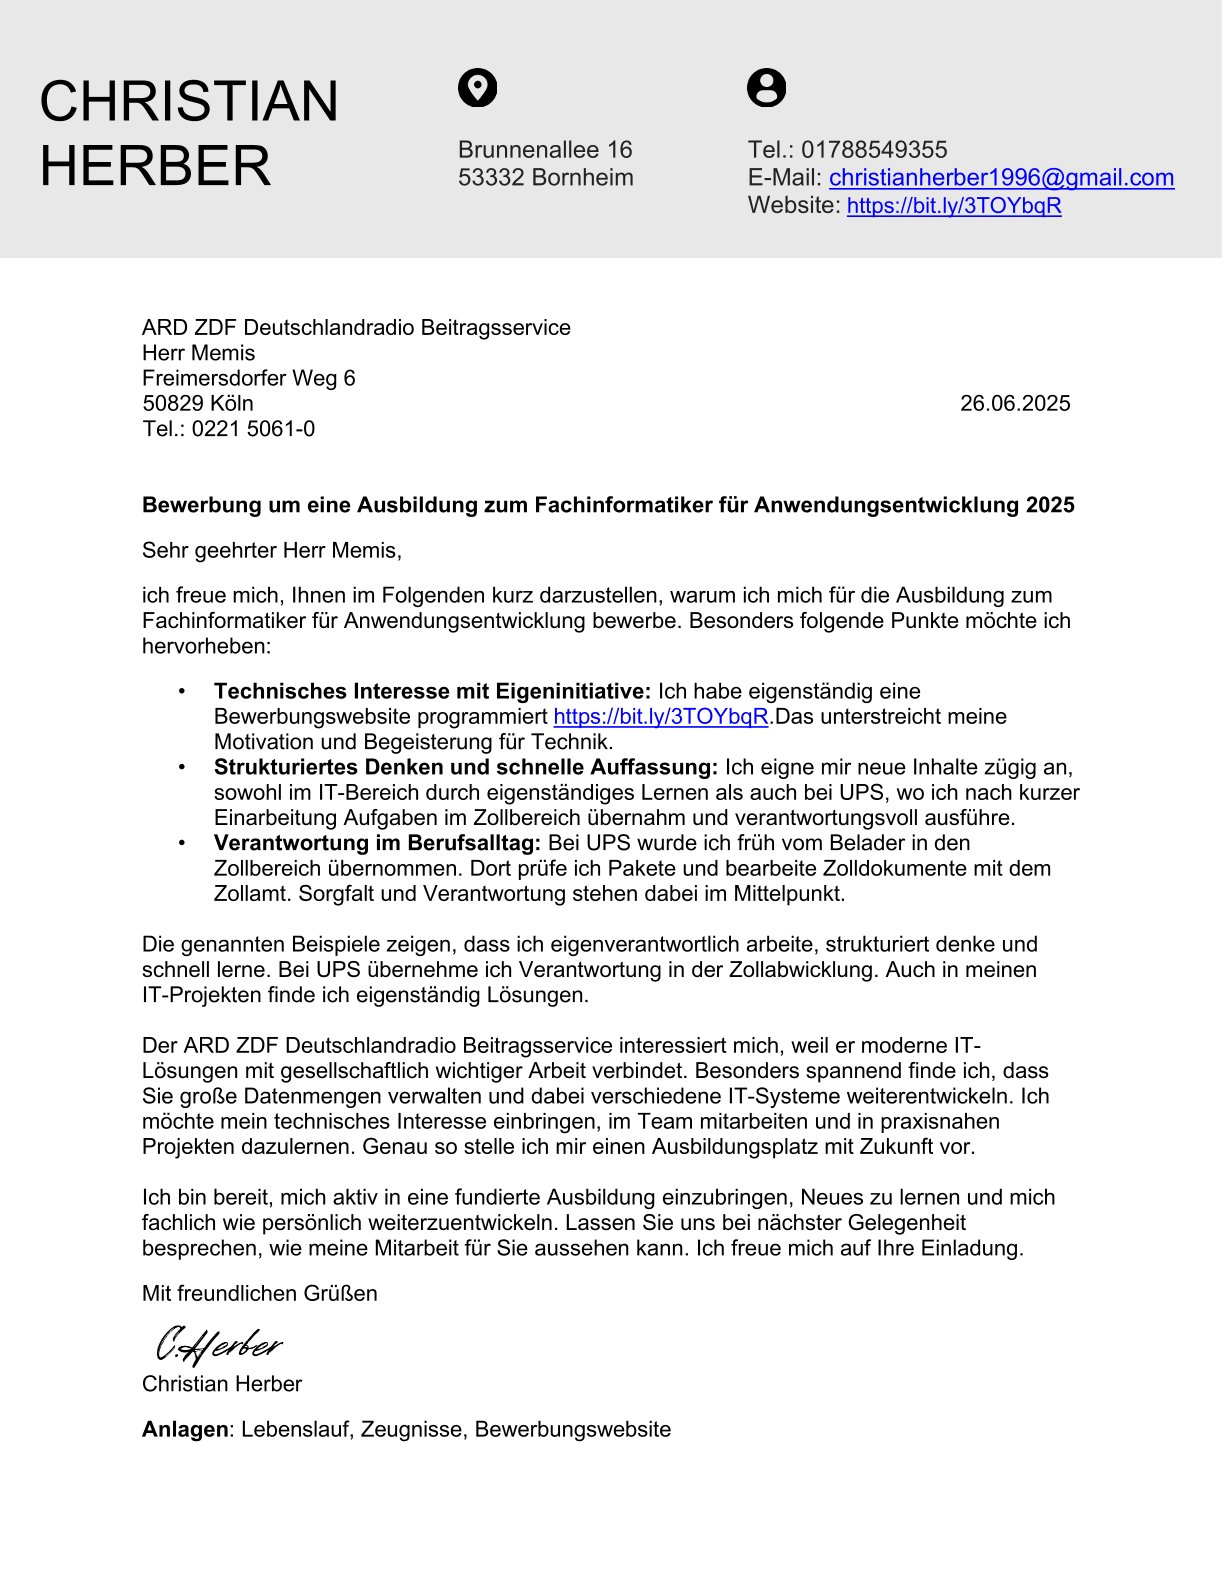 CHRISTIAN
HERBER
Brunnenallee 16
53332 Bornheim
Tel.: 01788549355
E-Mail: christianherber1996@gmail.com
Website: https://bit.ly/3TOYbqR
ARD ZDF Deutschlandradio Beitragsservice
Herr Memis
Freimersdorfer Weg 6
50829 Köln 26.06.2025
Tel.: 0221 5061-0
Bewerbung um eine Ausbildung zum Fachinformatiker für Anwendungsentwicklung 2025
Sehr geehrter Herr Memis,
ich freue mich, Ihnen im Folgenden kurz darzustellen, warum ich mich für die Ausbildung zum
Fachinformatiker für Anwendungsentwicklung bewerbe. Besonders folgende Punkte möchte ich
hervorheben:
• Technisches Interesse mit Eigeninitiative: Ich habe eigenständig eine
Bewerbungswebsite programmiert https://bit.ly/3TOYbqR.Das unterstreicht meine
Motivation und Begeisterung für Technik.
• Strukturiertes Denken und schnelle Auffassung: Ich eigne mir neue Inhalte zügig an,
sowohl im IT-Bereich durch eigenständiges Lernen als auch bei UPS, wo ich nach kurzer
Einarbeitung Aufgaben im Zollbereich übernahm und verantwortungsvoll ausführe.
• Verantwortung im Berufsalltag: Bei UPS wurde ich früh vom Belader in den
Zollbereich übernommen. Dort prüfe ich Pakete und bearbeite Zolldokumente mit dem
Zollamt. Sorgfalt und Verantwortung stehen dabei im Mittelpunkt.
Die genannten Beispiele zeigen, dass ich eigenverantwortlich arbeite, strukturiert denke und
schnell lerne. Bei UPS übernehme ich Verantwortung in der Zollabwicklung. Auch in meinen
IT-Projekten finde ich eigenständig Lösungen.
Der ARD ZDF Deutschlandradio Beitragsservice interessiert mich, weil er moderne IT-
Lösungen mit gesellschaftlich wichtiger Arbeit verbindet. Besonders spannend finde ich, dass
Sie große Datenmengen verwalten und dabei verschiedene IT-Systeme weiterentwickeln. Ich
möchte mein technisches Interesse einbringen, im Team mitarbeiten und in praxisnahen
Projekten dazulernen. Genau so stelle ich mir einen Ausbildungsplatz mit Zukunft vor.
Ich bin bereit, mich aktiv in eine fundierte Ausbildung einzubringen, Neues zu lernen und mich
fachlich wie persönlich weiterzuentwickeln. Lassen Sie uns bei nächster Gelegenheit
besprechen, wie meine Mitarbeit für Sie aussehen kann. Ich freue mich auf Ihre Einladung.
Mit freundlichen Grüßen
C.Herber
Christian Herber
Anlagen: Lebenslauf, Zeugnisse, Bewerbungswebsite